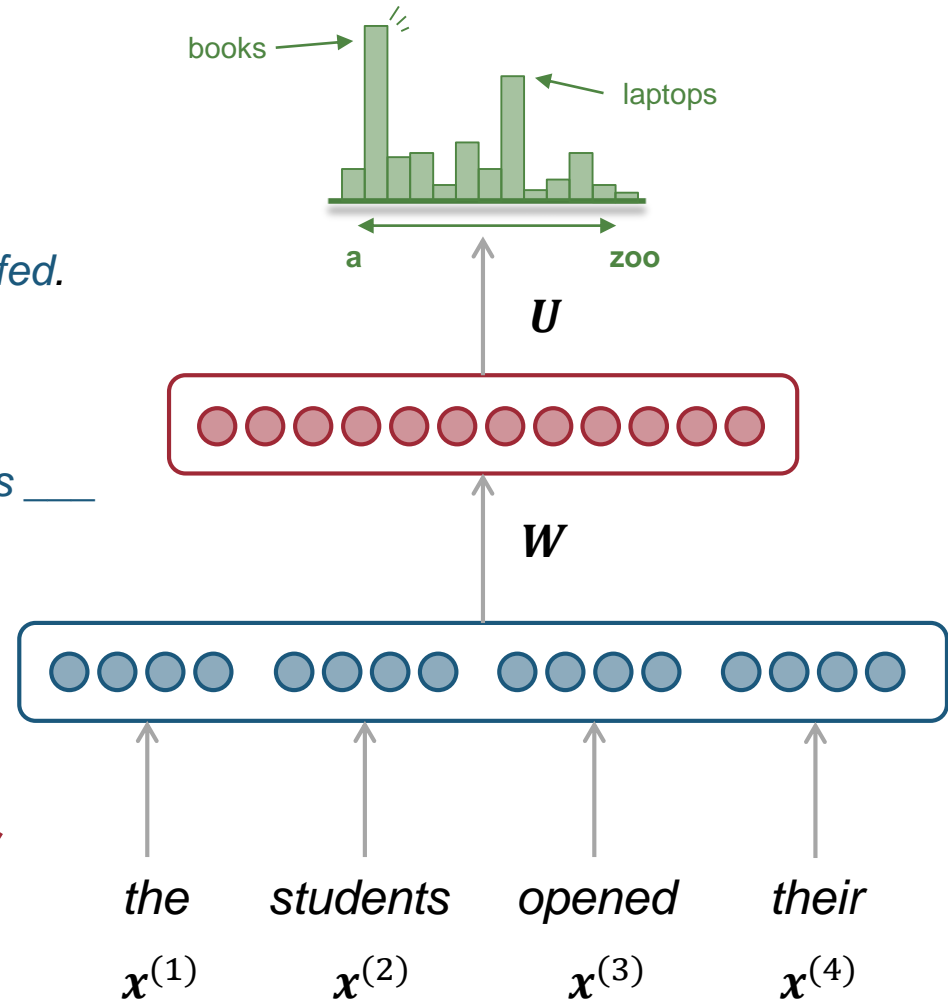 books
laptops
a zoo
fed.
U
s ___
W
the students opened their
x(1) x(2) x(3) x(4)